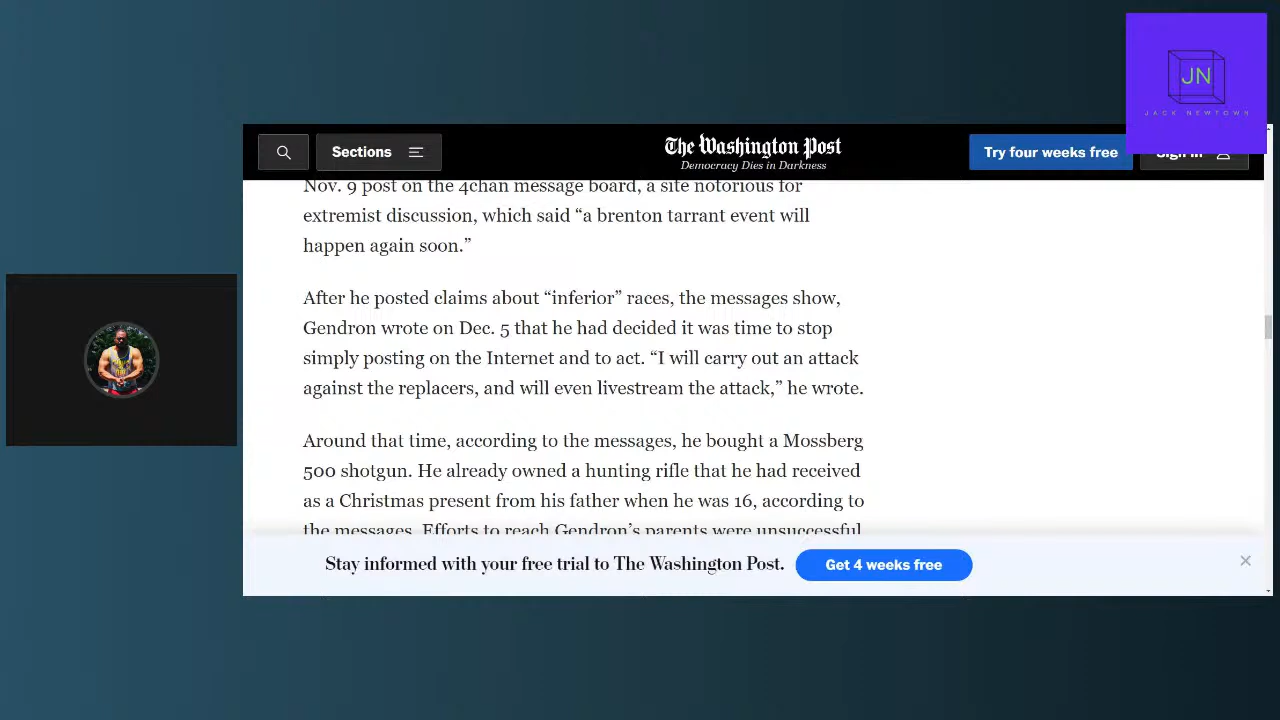 JN
JACK NEWTOWN
Sections
The Washington Post
Democracy Dies in Darkness
Try four weeks free
Sign in
Nov. 9 post on the 4chan message board, a site notorious for
extremist discussion, which said “a brenton tarrant event will
happen again soon.”
After he posted claims about “inferior” races, the messages show,
Gendron wrote on Dec. 5 that he had decided it was time to stop
simply posting on the Internet and to act. “I will carry out an attack
against the replacers, and will even livestream the attack,” he wrote.
Around that time, according to the messages, he bought a Mossberg
500 shotgun. He already owned a hunting rifle that he had received
as a Christmas present from his father when he was 16, according to
the messages. Efforts to reach Gendron’s parents were unsuccessful
Stay informed with your free trial to The Washington Post.
Get 4 weeks free